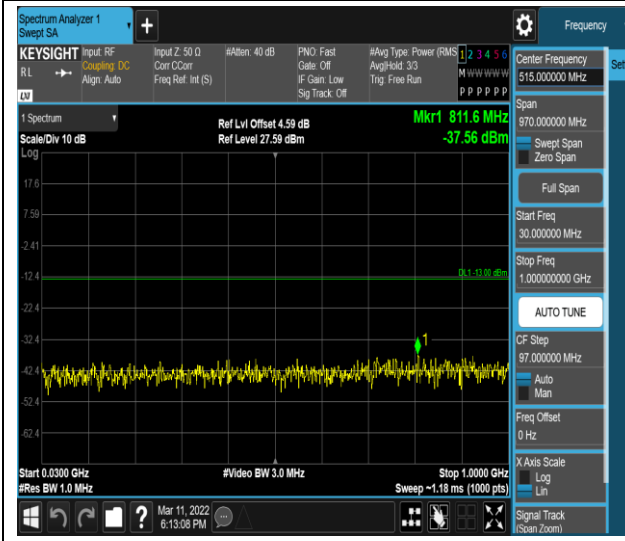 Spectrum Analyzer 1
Swept SA
+
Frequency
KEYSIGHT
RL
LXI
Input: RF
Coupling: DC
Align: Auto
Input Z: 50 Ω
Corr CCorr
Freq Ref: Int (S)
#Atten: 40 dB
PNO: Fast
Gate: Off
IF Gain: Low
Sig Track: Off
#Avg Type: Power (RMS
Avg|Hold: 3/3
Trig: Free Run
1 2 3 4 5 6
M W W W W W
P P P P P P
1 Spectrum
Scale/Div 10 dB
Log
Ref Lvl Offset 4.59 dB
Ref Level 27.59 dBm
Mkr1 811.6 MHz
-37.56 dBm
17.6
7.59
-2.41
-12.4
DL1 -13.00 dBm
-22.4
-32.4
1
-42.4
-52.4
-62.4
Start 0.0300 GHz
#Res BW 1.0 MHz
#Video BW 3.0 MHz
Stop 1.0000 GHz
Sweep ~1.18 ms (1000 pts)
?
Mar 11, 2022
6:13:08 PM
Center Frequency
515.000000 MHz
Set
Span
970.000000 MHz
Swept Span
Zero Span
Full Span
Start Freq
30.000000 MHz
Stop Freq
1.000000000 GHz
AUTO TUNE
CF Step
97.000000 MHz
Auto
Man
Freq Offset
0 Hz
X Axis Scale
Log
Lin
Signal Track
(Span Zoom)